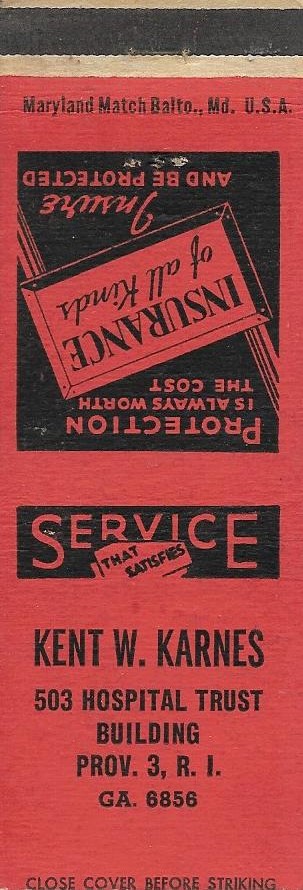 Maryland Match Balto., Md. U.S.A.
PROTECTION
IS ALWAYS WORTH
THE COST
INSURANCE
of all Kinds
Insure
AND BE PROTECTED
SERVICE
THAT
SATISFIES
KENT W. KARNES
503 HOSPITAL TRUST
BUILDING
PROV. 3, R. I.
GA. 6856
CLOSE COVER BEFORE STRIKING